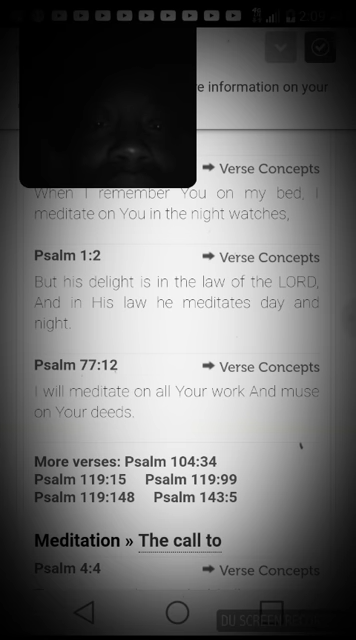 2:09
re information on your
➡ Verse Concepts
When I remember You on my bed, I
meditate on You in the night watches,
Psalm 1:2 ➡ Verse Concepts
But his delight is in the law of the LORD,
And in His law he meditates day and
night.
Psalm 77:12 ➡ Verse Concepts
I will meditate on all Your work And muse
on Your deeds.
More verses: Psalm 104:34
Psalm 119:15 Psalm 119:99
Psalm 119:148 Psalm 143:5
Meditation » The call to
Psalm 4:4 ➡ Verse Concepts
DU SCREEN RECORDER